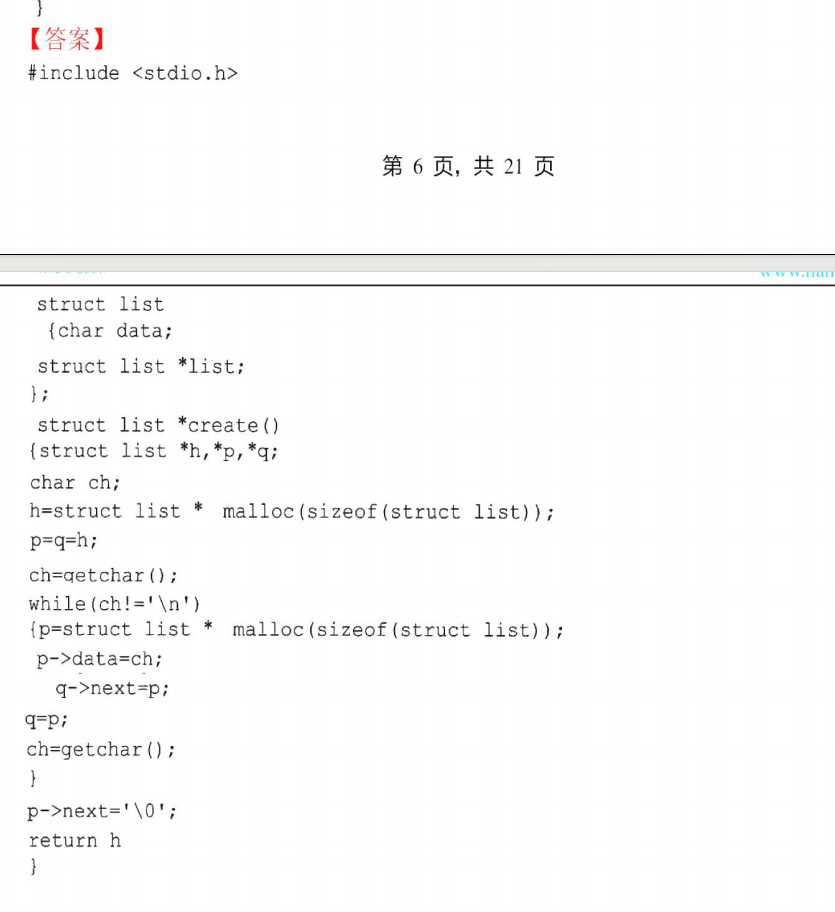 }
【答案】
#include <stdio.h>
第 6 页, 共 21 页
struct list
{char data;
struct list *list;
};
struct list *create()
{struct list *h,*p,*q;
char ch;
h=struct list * malloc(sizeof(struct list));
p=q=h;
ch=getchar();
while(ch!='\n')
{p=struct list * malloc(sizeof(struct list));
p->data=ch;
q->next=p;
q=p;
ch=getchar();
}
p->next='\0';
return h
}